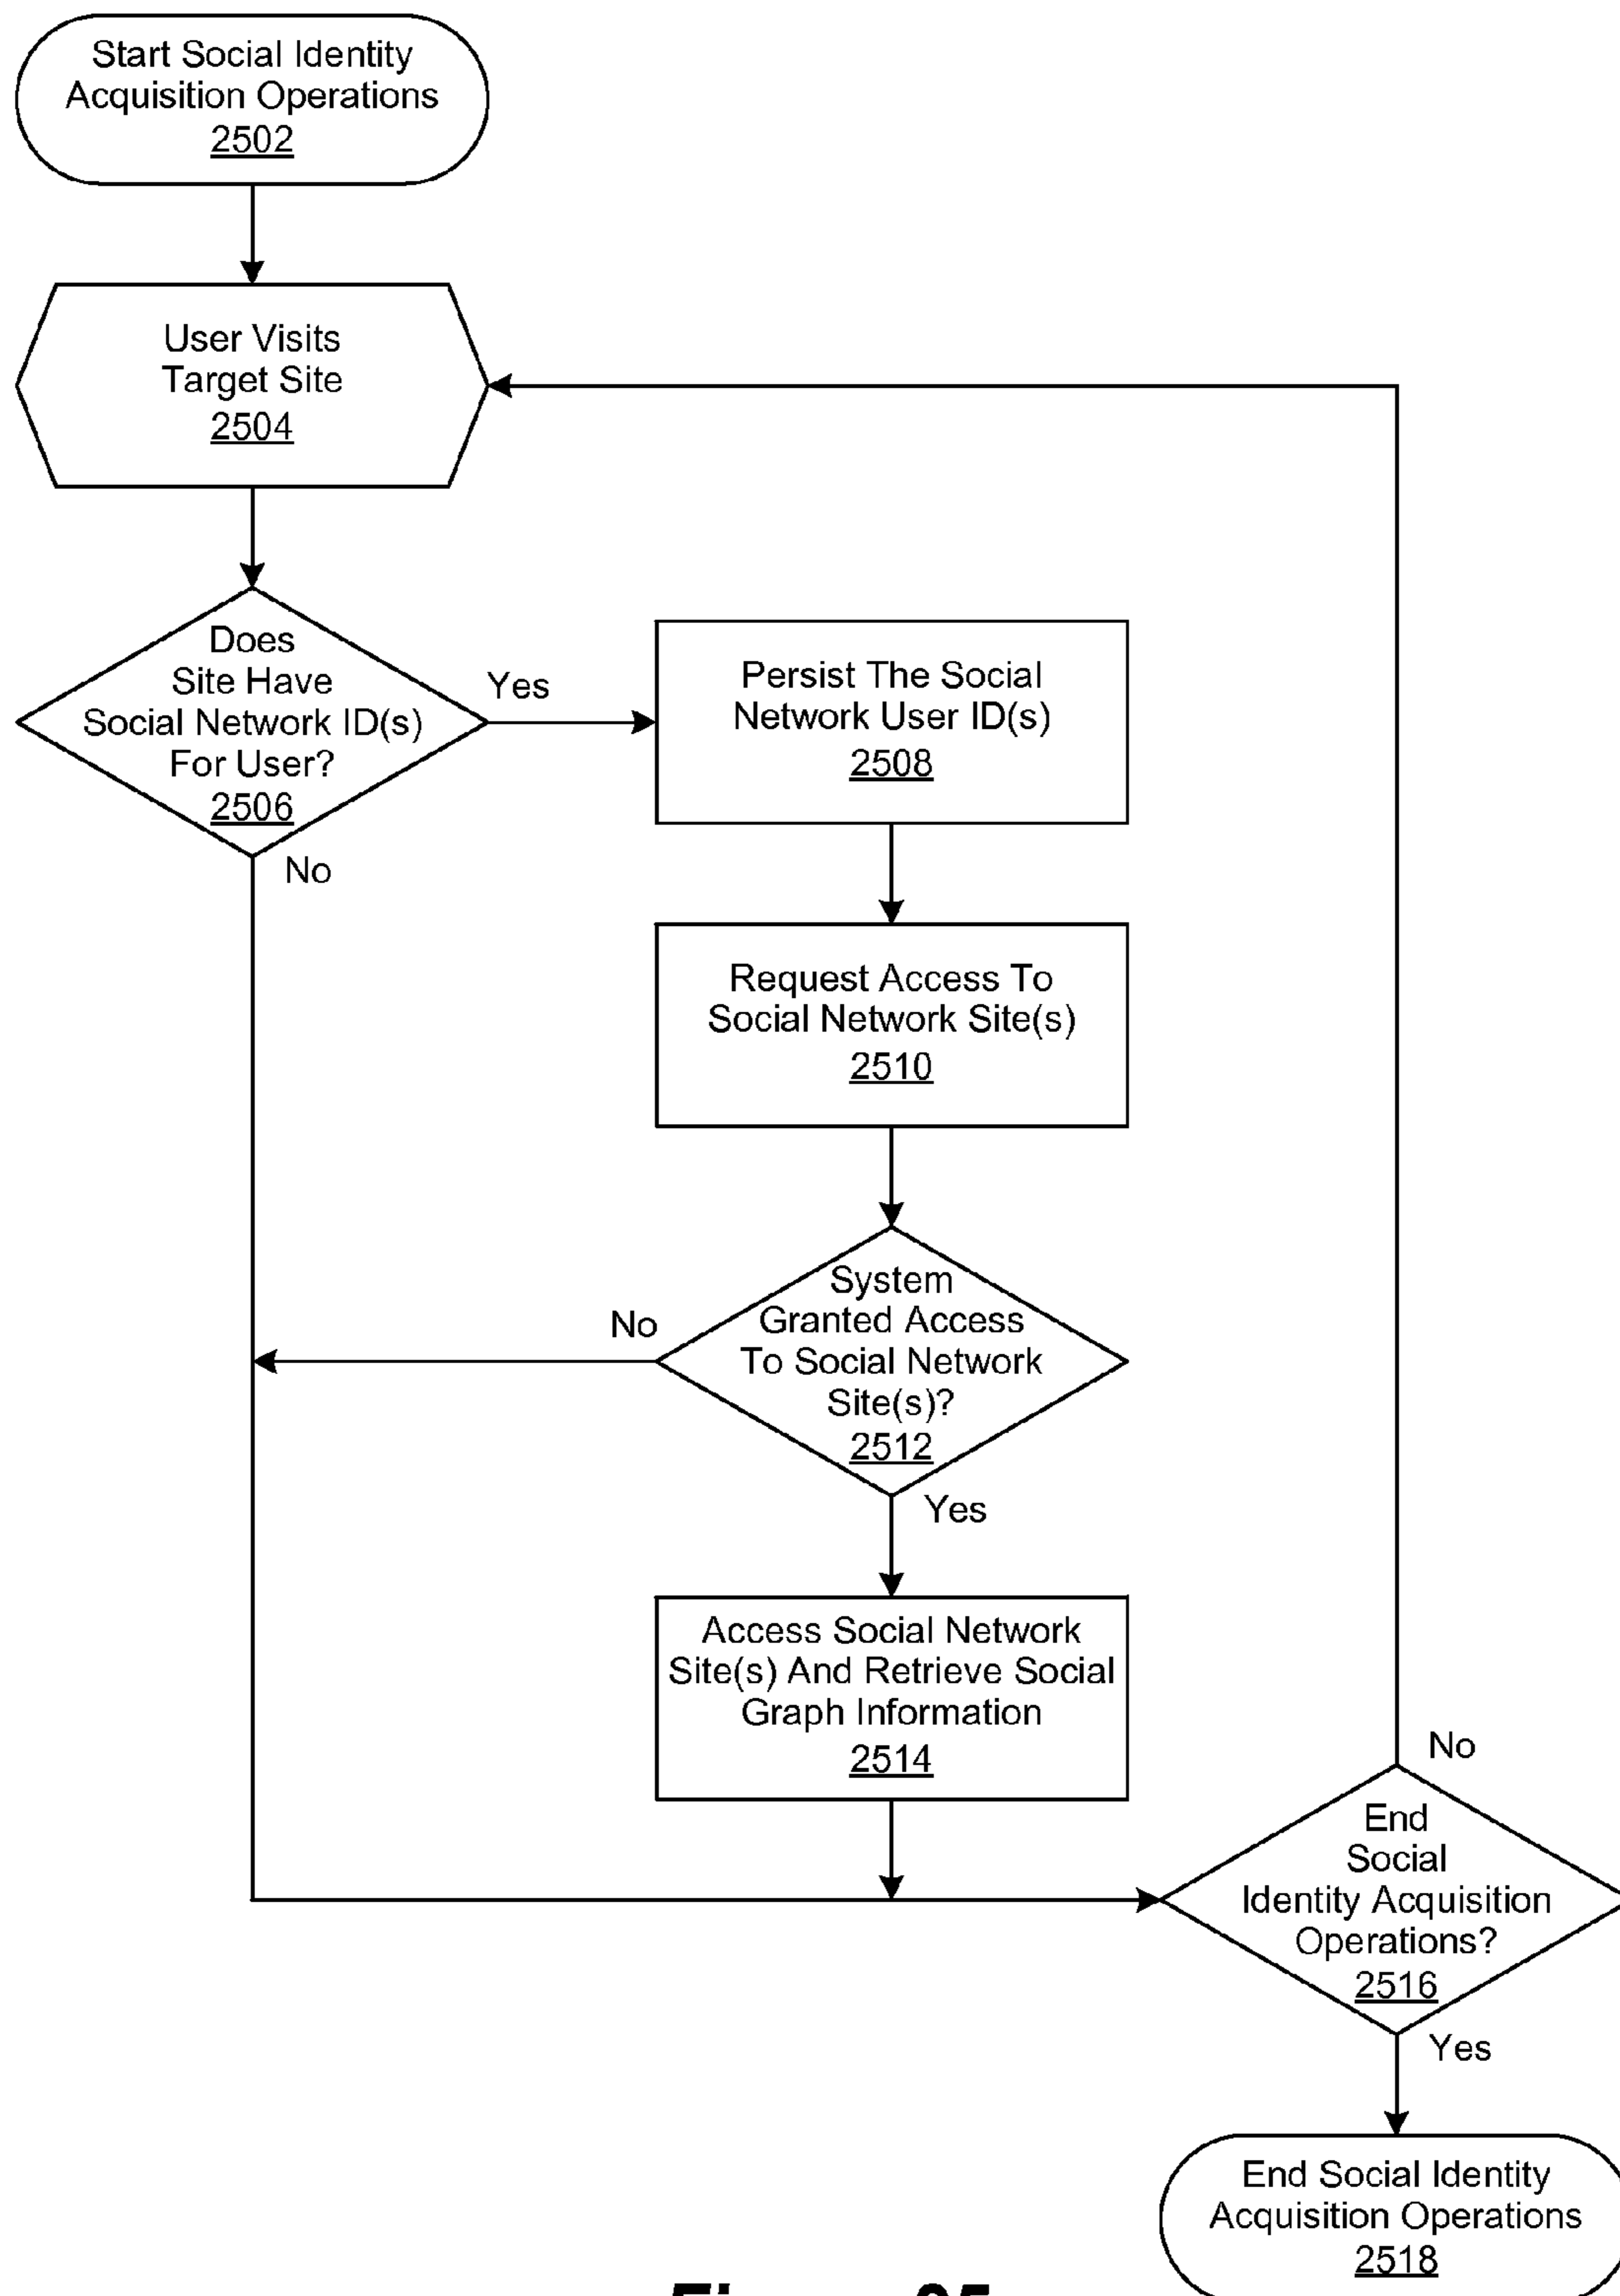 Start Social Identity
Acquisition Operations
2502
User Visits
Target Site
2504
Does
Site Have
Social Network ID(s)
For User?
2506
Yes
No
Persist The Social
Network User ID(s)
2508
Request Access To
Social Network Site(s)
2510
System
Granted Access
To Social Network
Site(s)?
2512
No
Yes
Access Social Network
Site(s) And Retrieve Social
Graph Information
2514
No
End
Social
Identity Acquisition
Operations?
2516
Yes
End Social Identity
Acquisition Operations
2518